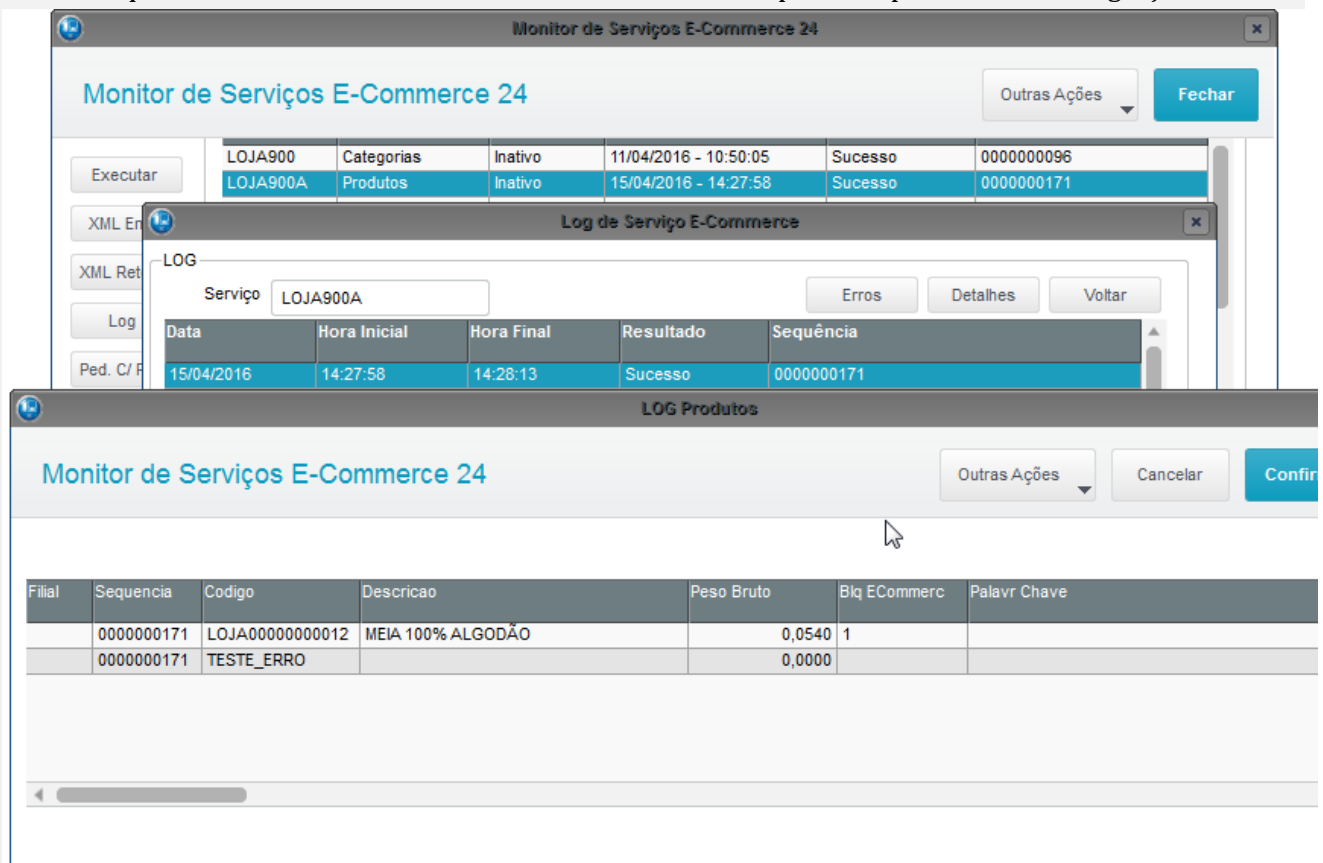 Monitor de Serviços E-Commerce 24
Monitor de Serviços E-Commerce 24
Outras Ações
Fechar
LOJA900 Categorias Inativo 11/04/2016 - 10:50:05 Sucesso 0000000096
Executar
LOJA900A Produtos Inativo 15/04/2016 - 14:27:58 Sucesso 0000000171
XML En
Log de Serviço E-Commerce
LOG
XML Ret
Serviço LOJA900A
Erros
Detalhes
Voltar
Log
Data Hora Inicial Hora Final Resultado Sequência
Ped. C/
15/04/2016 14:27:58 14:28:13 Sucesso 0000000171
LOG Produtos
Monitor de Serviços E-Commerce 24
Outras Ações
Cancelar
Confir
Filial Sequencia Codigo Descricao Peso Bruto Blq ECommerc Palavr Chave
0000000171 LOJA00000000012 MEIA 100% ALGODÃO 0,0540 1
0000000171 TESTE_ERRO 0,0000